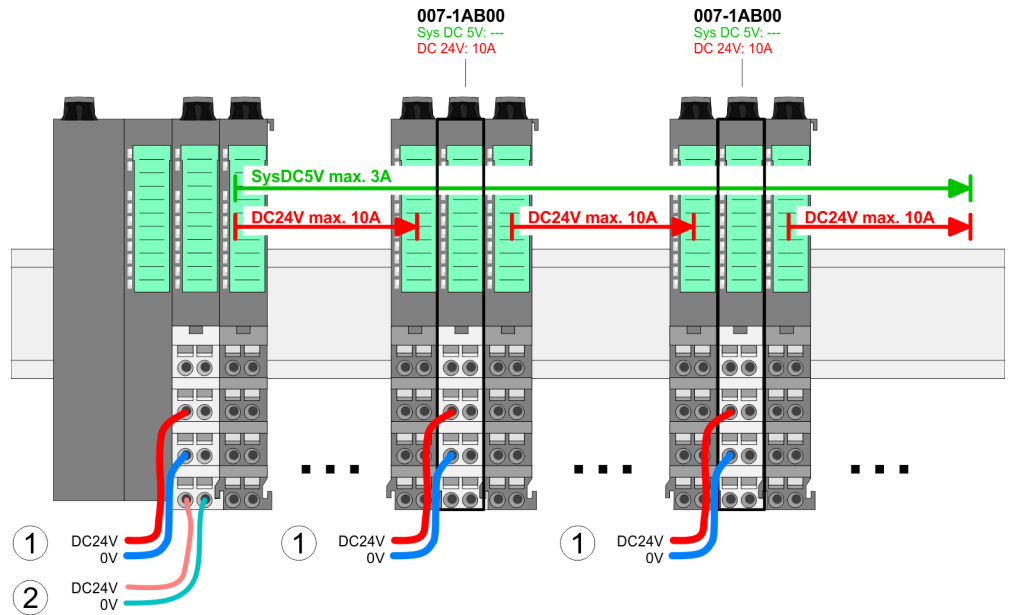 007-1AB00
Sys DC 5V: ---
DC 24V: 10A
007-1AB00
Sys DC 5V: ---
DC 24V: 10A
SysDC5V max. 3A
DC24V max. 10A
DC24V max. 10A
DC24V max. 10A
1
DC24V
0V
1
DC24V
0V
1
DC24V
0V
2
DC24V
0V